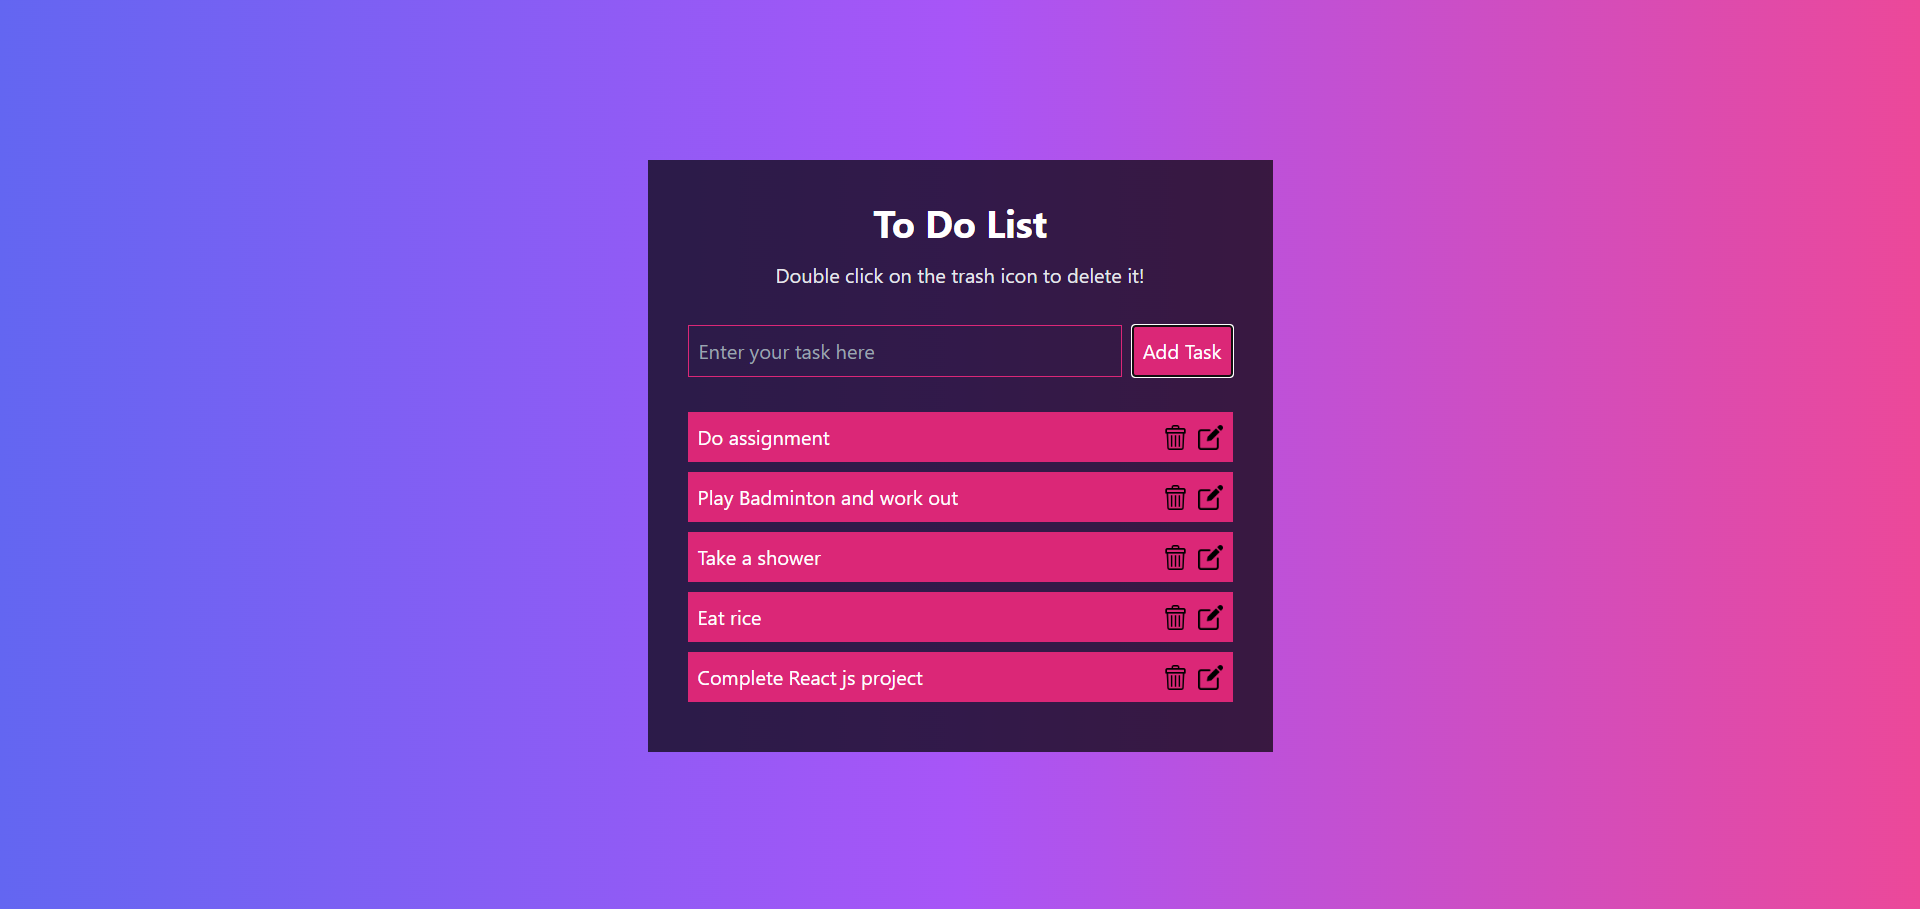 To Do List
Double click on the trash icon to delete it!
Enter your task here
Add Task
Do assignment
Play Badminton and work out
Take a shower
Eat rice
Complete React js project